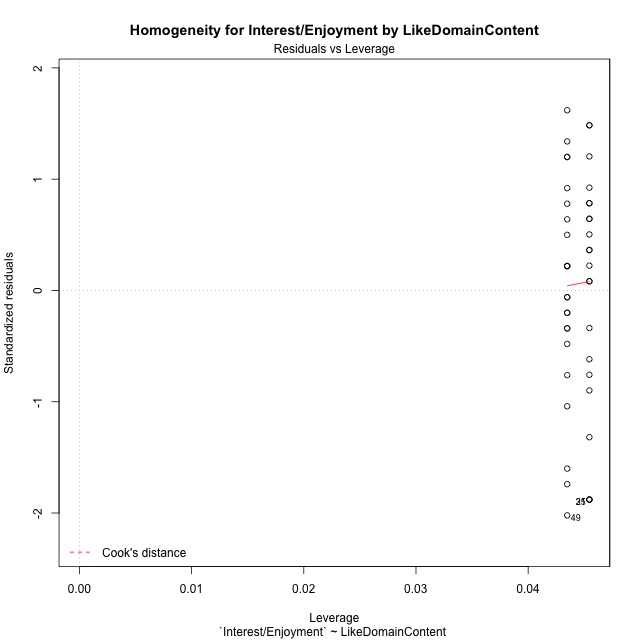 Homogeneity for Interest/Enjoyment by LikeDomainContent
Residuals vs Leverage
2
1
0
-1
-2
Standardized residuals
49
Cook's distance
0.00 0.01 0.02 0.03 0.04
Leverage
`Interest/Enjoyment` ~ LikeDomainContent